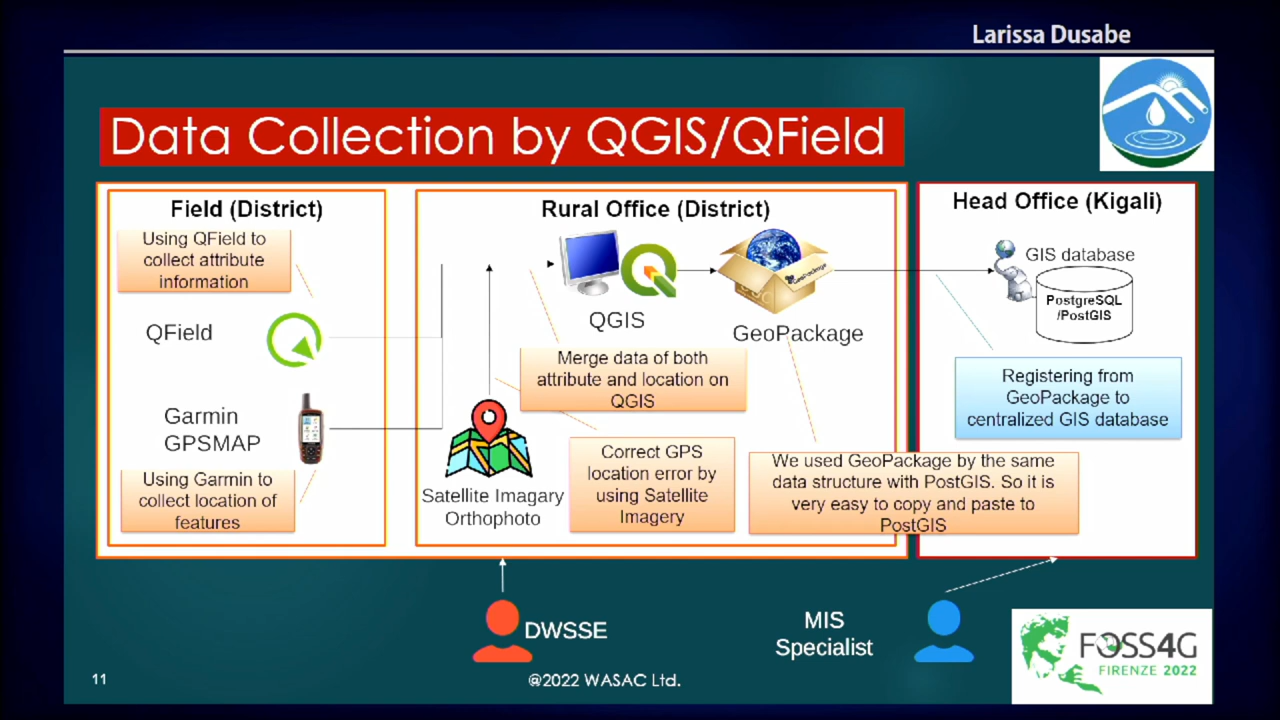 Larissa Dusabe
Data Collection by QGIS/QField
Field (District)
Using QField to
collect attribute
information
QField
Garmin
GPSMAP
Using Garmin to
collect location of
features
Rural Office (District)
QGIS
GeoPackage
GeoPackage
Merge data of both
attribute and location on
QGIS
Satellite Imagary
Orthophoto
Correct GPS
location error by
using Satellite
Imagery
We used GeoPackage by the same
data structure with PostGIS. So it is
very easy to copy and paste to
PostGIS
Head Office (Kigali)
GIS database
PostgreSQL
/PostGIS
Registering from
GeoPackage to
centralized GIS database
DWSSE
MIS
Specialist
FOSS4G
FIRENZE 2022
11
@2022 WASAC Ltd.